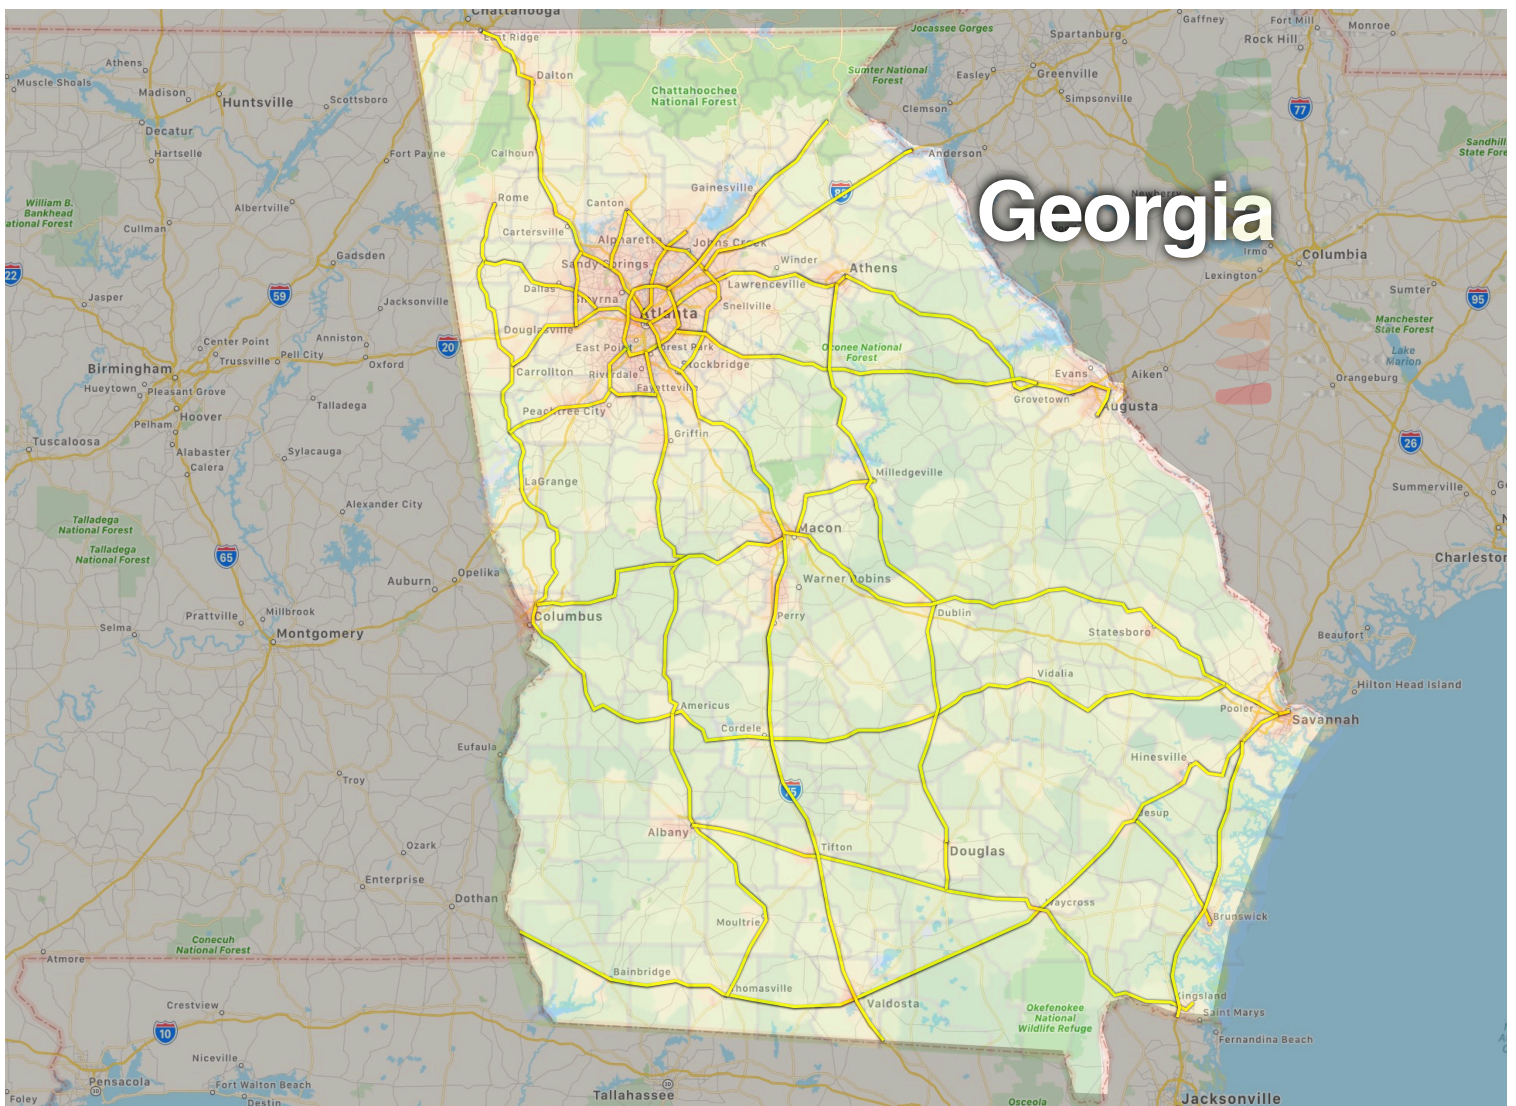 Chattanooga
East Ridge
Gaffney
Fort Mill
Monroe
Jocassee Gorges
Spartanburg
Rock Hill
Athens
Dalton
Sumter National
Forest
Easley
Greenville
Muscle Shoals
Madison
Huntsville
Scottsboro
Chattahoochee
National Forest
Clemson
Simpsonville
77
Decatur
Hartselle
Fort Payne
Calhoun
Anderson
Sandhill
State Fore
William B.
Bankhead
ational Forest
Albertville
Rome
Canton
Gainesville
85
Newberry
Georgia
Cullman
Cartersville
Alpharetta
Johns Creek
Irmo
Columbia
Gadsden
Sandy Springs
Winder
Athens
Lexington
22
Jasper
59
Jacksonville
Dallas
Smyrna
Lawrenceville
Snellville
Sumter
95
Atlanta
Manchester
State Forest
Center Point
Anniston
20
Douglasville
East Point
Forest Park
Oconee National
Forest
Lake
Marion
Birmingham
Trussville
Pell City
Oxford
Carrollton
Riverdale
Rockbridge
Evans
Aiken
Orangeburg
Hueytown
Pleasant Grove
Fayetteville
Grovetown
Hoover
Talladega
Peachtree City
Augusta
Pelham
Griffin
26
Tuscaloosa
Alabaster
Sylacauga
Calera
LaGrange
Milledgeville
Summerville
Alexander City
Talladega
National Forest
Talladega
National Forest
65
Macon
Charleston
Auburn
Opelika
Warner Robins
Prattville
Millbrook
Columbus
Perry
Dublin
Selma
Montgomery
Statesboro
Beaufort
Vidalia
Hilton Head Island
Americus
Pooler
Savannah
Cordele
Eufaula
Hinesville
Troy
75
Jesup
Albany
Ozark
Tifton
Douglas
Enterprise
Dothan
Waycross
Moultrie
Brunswick
Conecuh
National Forest
Atmore
Bainbridge
Thomasville
Kingsland
Crestview
Valdosta
Okefenokee
National
Wildlife Refuge
Saint Marys
10
Fernandina Beach
Niceville
Pensacola
Fort Walton Beach
Tallahassee
Foley
Destin
Osceola
Jacksonville